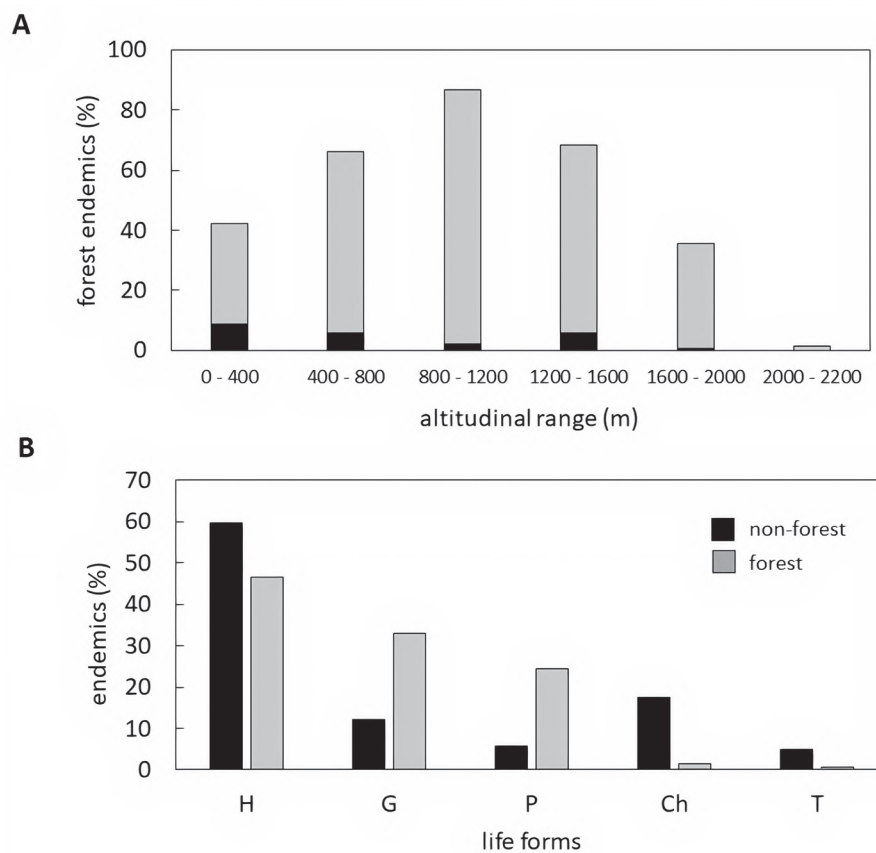 A
100
80
60
40
20
0
forest endemics (%)
0 - 400 400 - 800 800 - 1200 1200 - 1600 1600 - 2000 2000 - 2200
altitudinal range (m)
B
70
60
50
40
30
20
10
0
endemics (%)
non-forest
forest
H G P Ch T
life forms